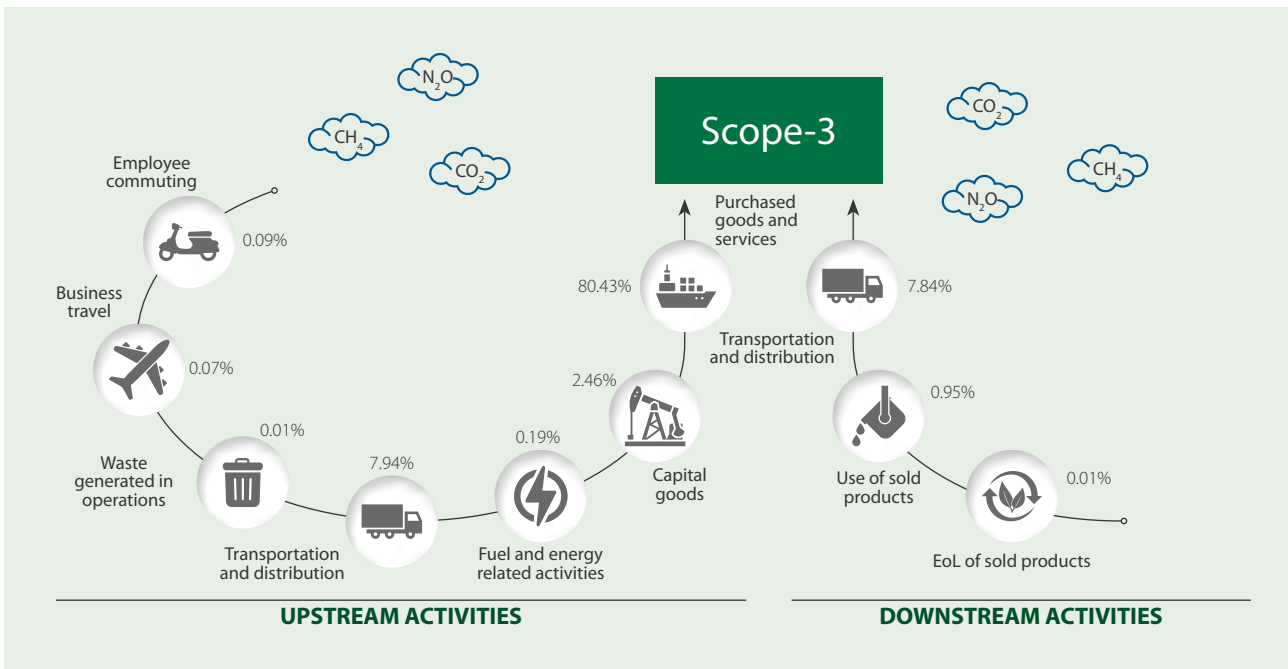 N₂O
CH₄
CO₂
Scope-3
CO₂
CH₄
N₂O
Employee
commuting
0.09%
Business
travel
0.07%
Waste
generated in
operations
0.01%
Transportation
and distribution
7.94%
Fuel and energy
related activities
0.19%
Capital
goods
2.46%
Purchased
goods and
services
80.43%
Transportation
and distribution
7.84%
Use of sold
products
0.95%
EoL of sold products
0.01%
UPSTREAM ACTIVITIES
DOWNSTREAM ACTIVITIES